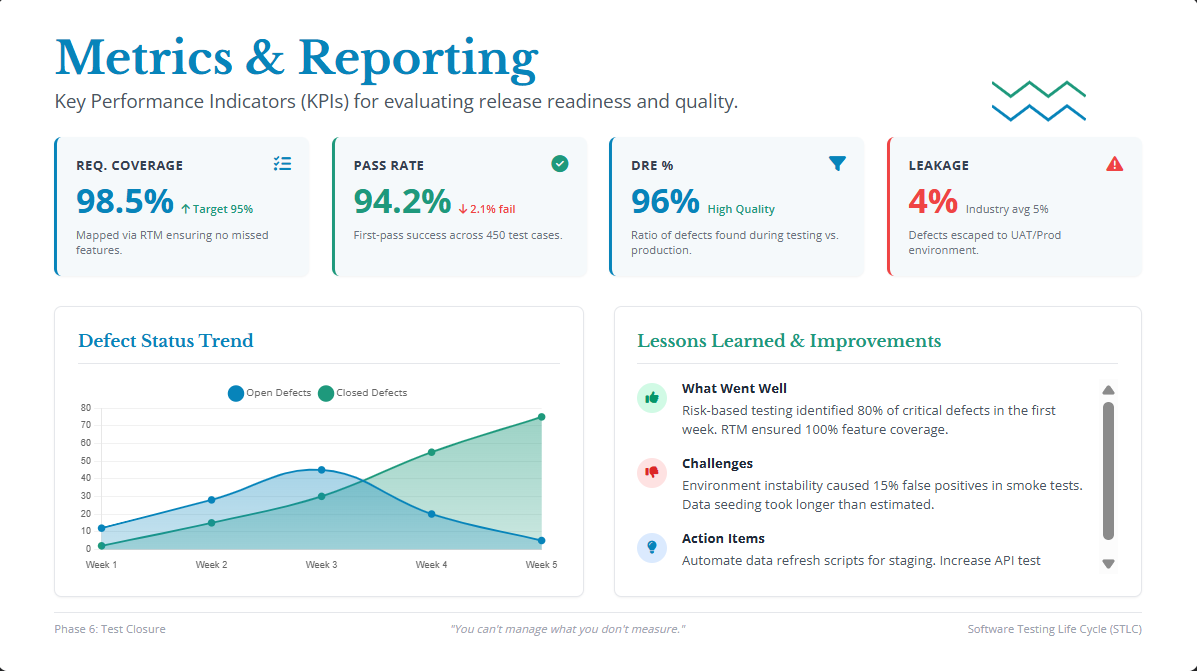 Metrics & Reporting
Key Performance Indicators (KPIs) for evaluating release readiness and quality.
REQ. COVERAGE
98.5% ↑ Target 95%
Mapped via RTM ensuring no missed
features.
PASS RATE
94.2% ↓ 2.1% fail
First-pass success across 450 test cases.
DRE %
96% High Quality
Ratio of defects found during testing vs.
production.
LEAKAGE
4% Industry avg 5%
Defects escaped to UAT/Prod
environment.
Defect Status Trend
Open Defects Closed Defects
80
70
60
50
40
30
20
10
0
Week 1 Week 2 Week 3 Week 4 Week 5
Lessons Learned & Improvements
What Went Well
Risk-based testing identified 80% of critical defects in the first
week. RTM ensured 100% feature coverage.
Challenges
Environment instability caused 15% false positives in smoke tests.
Data seeding took longer than estimated.
Action Items
Automate data refresh scripts for staging. Increase API test
Phase 6: Test Closure
"You can't manage what you don't measure."
Software Testing Life Cycle (STLC)